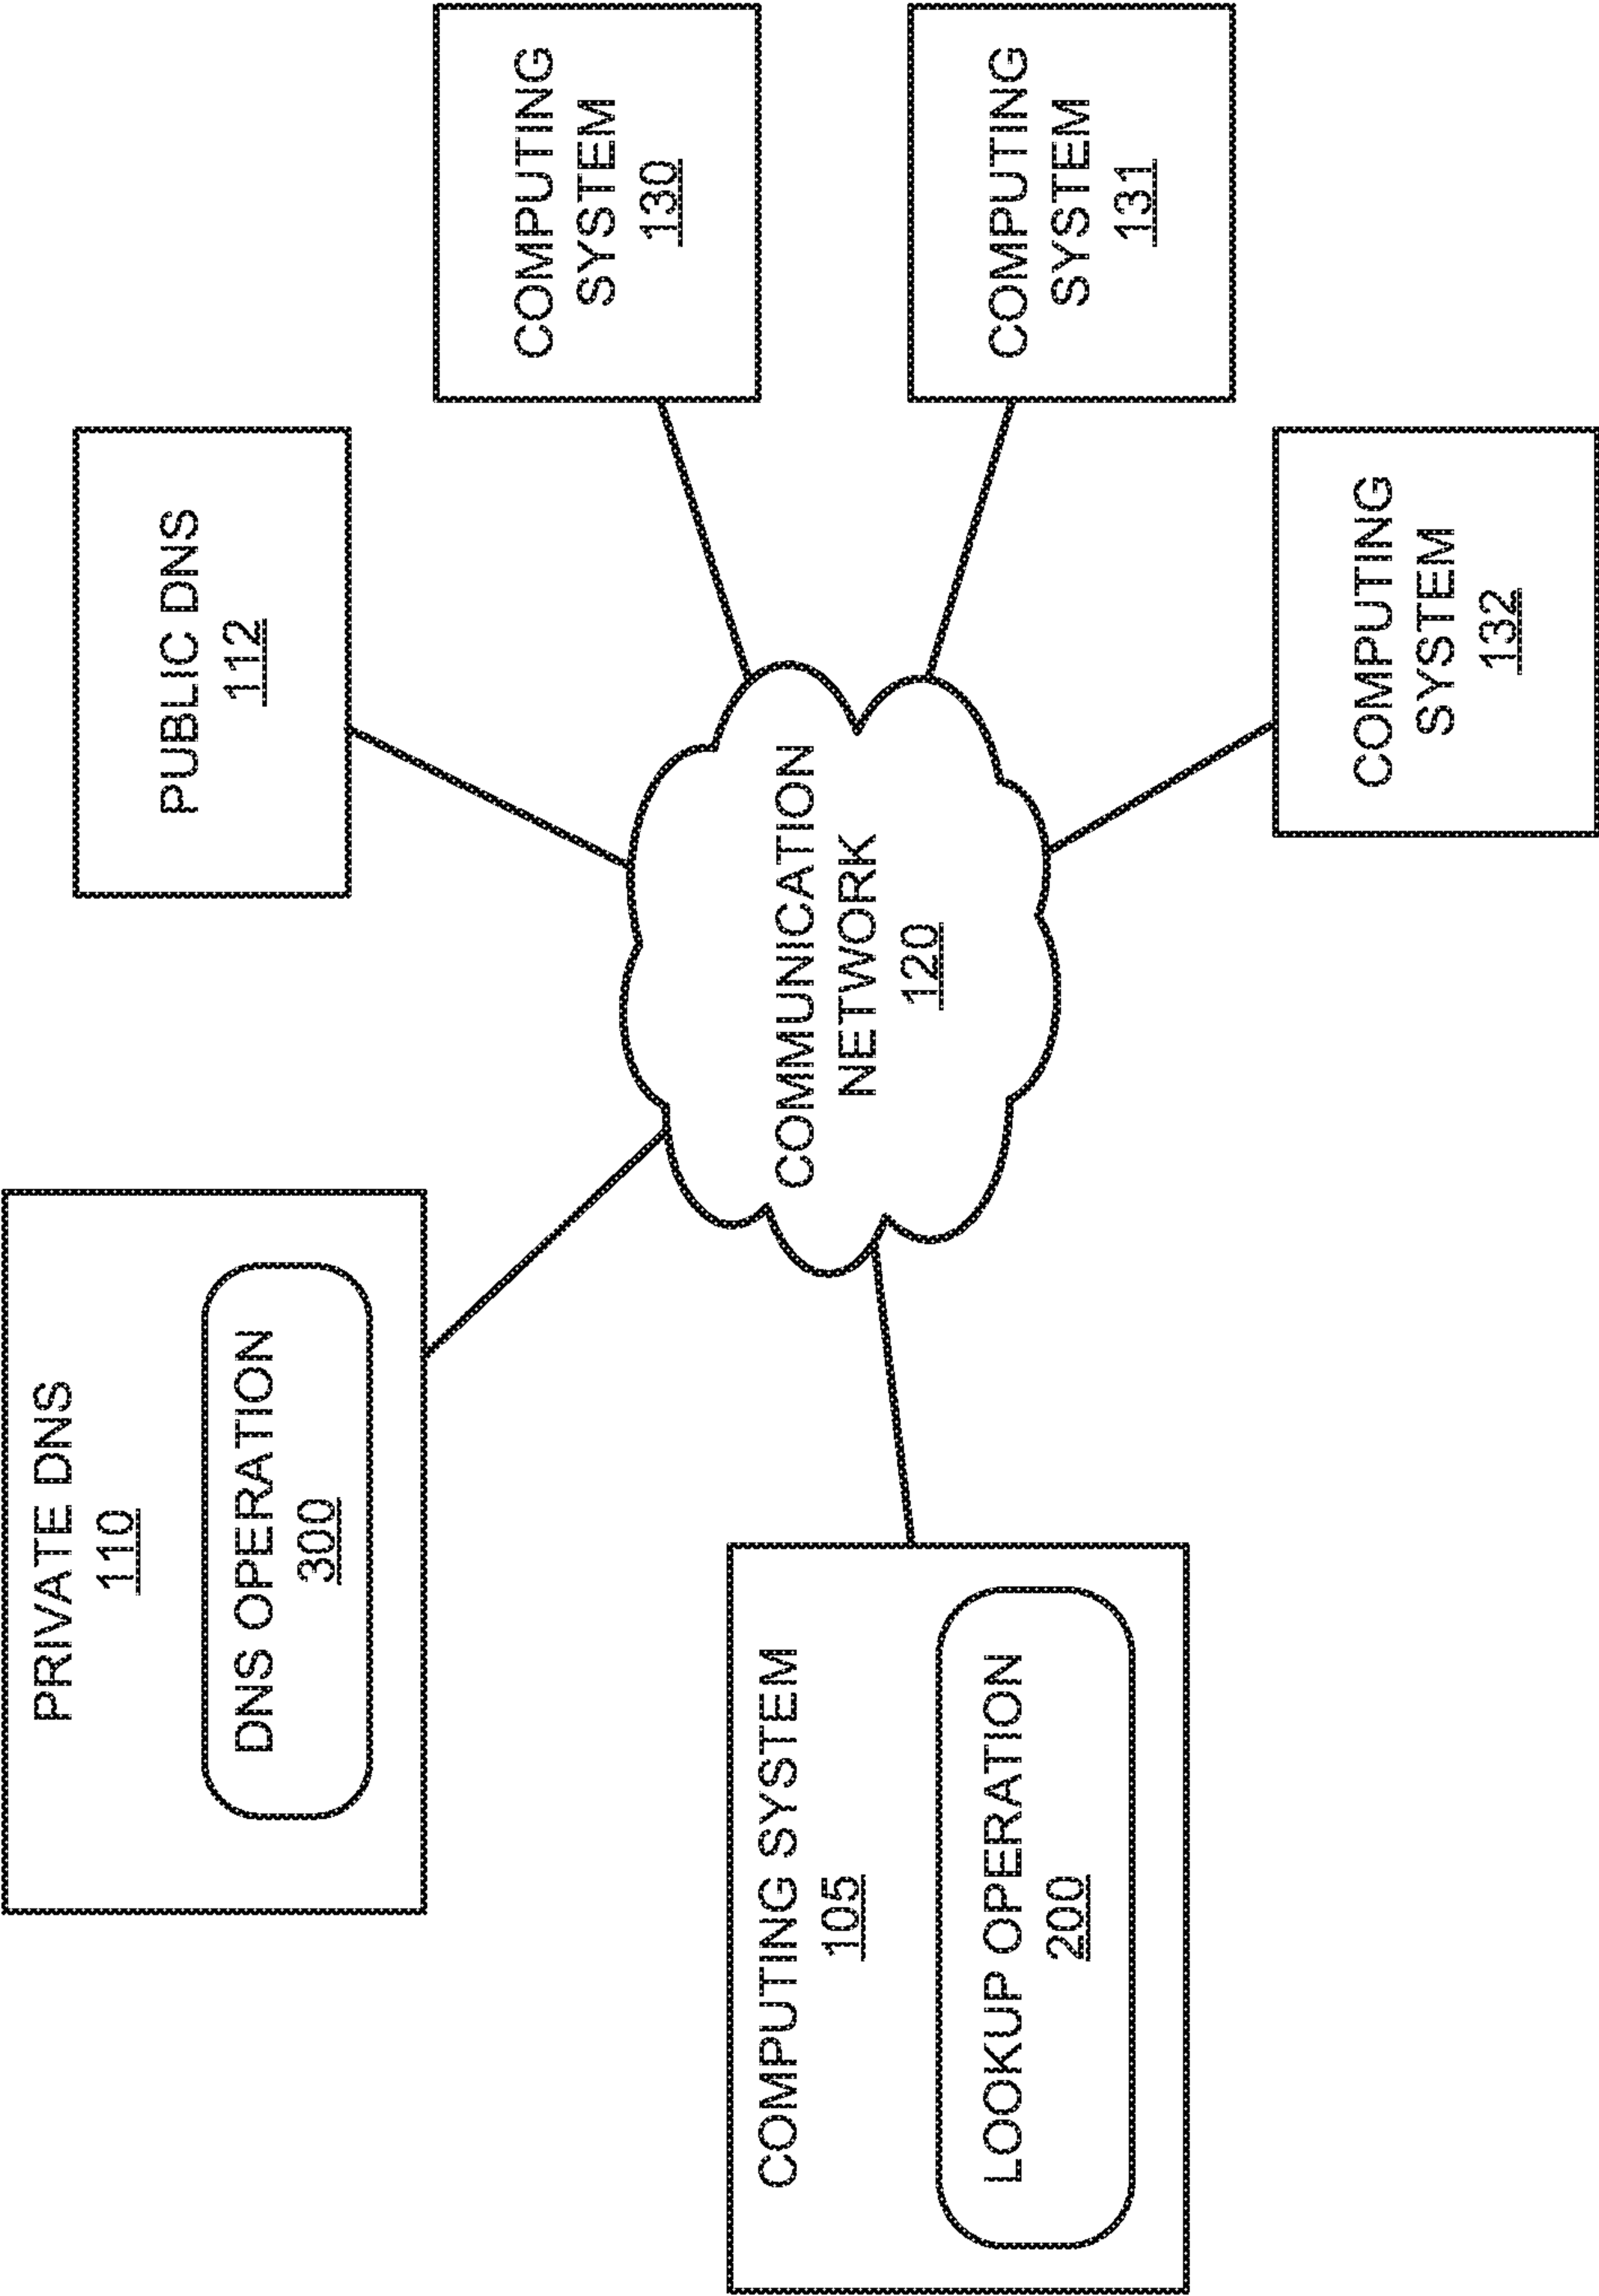 PRIVATE DNS
110
DNS OPERATION
300
PUBLIC DNS
112
COMPUTING SYSTEM
105
LOOKUP OPERATION
200
COMMUNICATION
NETWORK
120
COMPUTING
SYSTEM
130
COMPUTING
SYSTEM
131
COMPUTING
SYSTEM
132